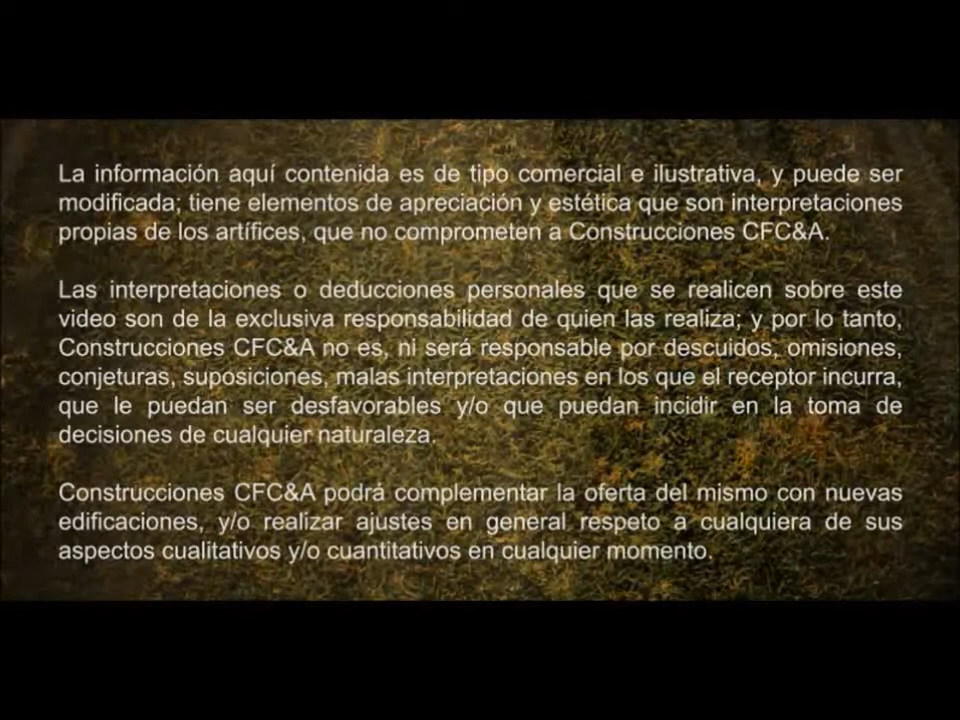 La información aquí contenida es de tipo comercial e ilustrativa, y puede ser
modificada; tiene elementos de apreciación y estética que son interpretaciones
propias de los artífices, que no comprometen a Construcciones CFC&A.
Las interpretaciones o deducciones personales que se realicen sobre este
video son de la exclusiva responsabilidad de quien las realiza; y por lo tanto,
Construcciones CFC&A no es, ni será responsable por descuidos, omisiones,
conjeturas, suposiciones, malas interpretaciones en los que el receptor incurra,
que le puedan ser desfavorables y/o que puedan incidir en la toma de
decisiones de cualquier naturaleza.
Construcciones CFC&A podrá complementar la oferta del mismo con nuevas
edificaciones, y/o realizar ajustes en general respeto a cualquiera de sus
aspectos cualitativos y/o cuantitativos en cualquier momento.